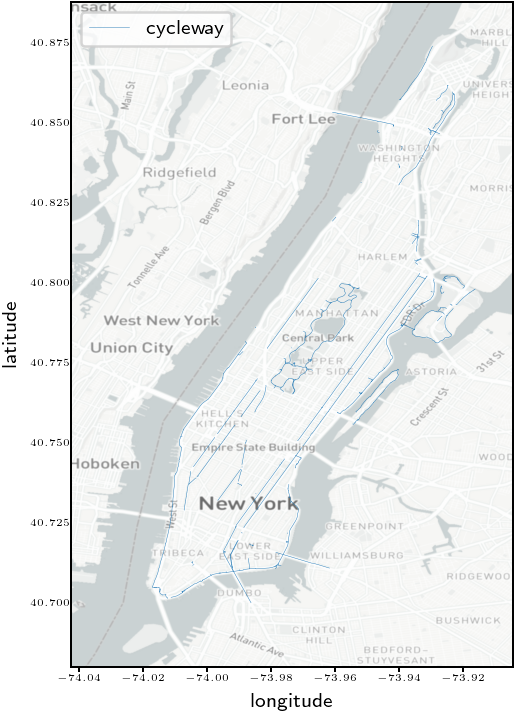 nsack
cycleway
MARBL
HILL
Main St
Leonia
UNIVERS
HEIGHT
Fort Lee
WASHINGTON
HEIGHTS
Ridgefield
Bergen Blvd
MORRIS
Tonnelle Ave
HARLEM
MANHATTAN
FDR D
West New York
Central Park
Union City
UPPER
EAST SIDE
ASTORIA
31st St
Crescent St
HELL'S
KITCHEN
Empire State Building
Hoboken
WOOD
New York
West St
GREENPOINT
TRIBECA
LOWER
EAST SIDE
WILLIAMSBURG
RIDGEWOO
DUMBO
BUSHWICK
CLINTON
HILL
Atlantic Ave
BEDFORD-
STUYVESANT
40.875
40.850
40.825
40.800
40.775
40.750
40.725
40.700
latitude
−74.04 −74.02 −74.00 −73.98 −73.96 −73.94 −73.92
longitude